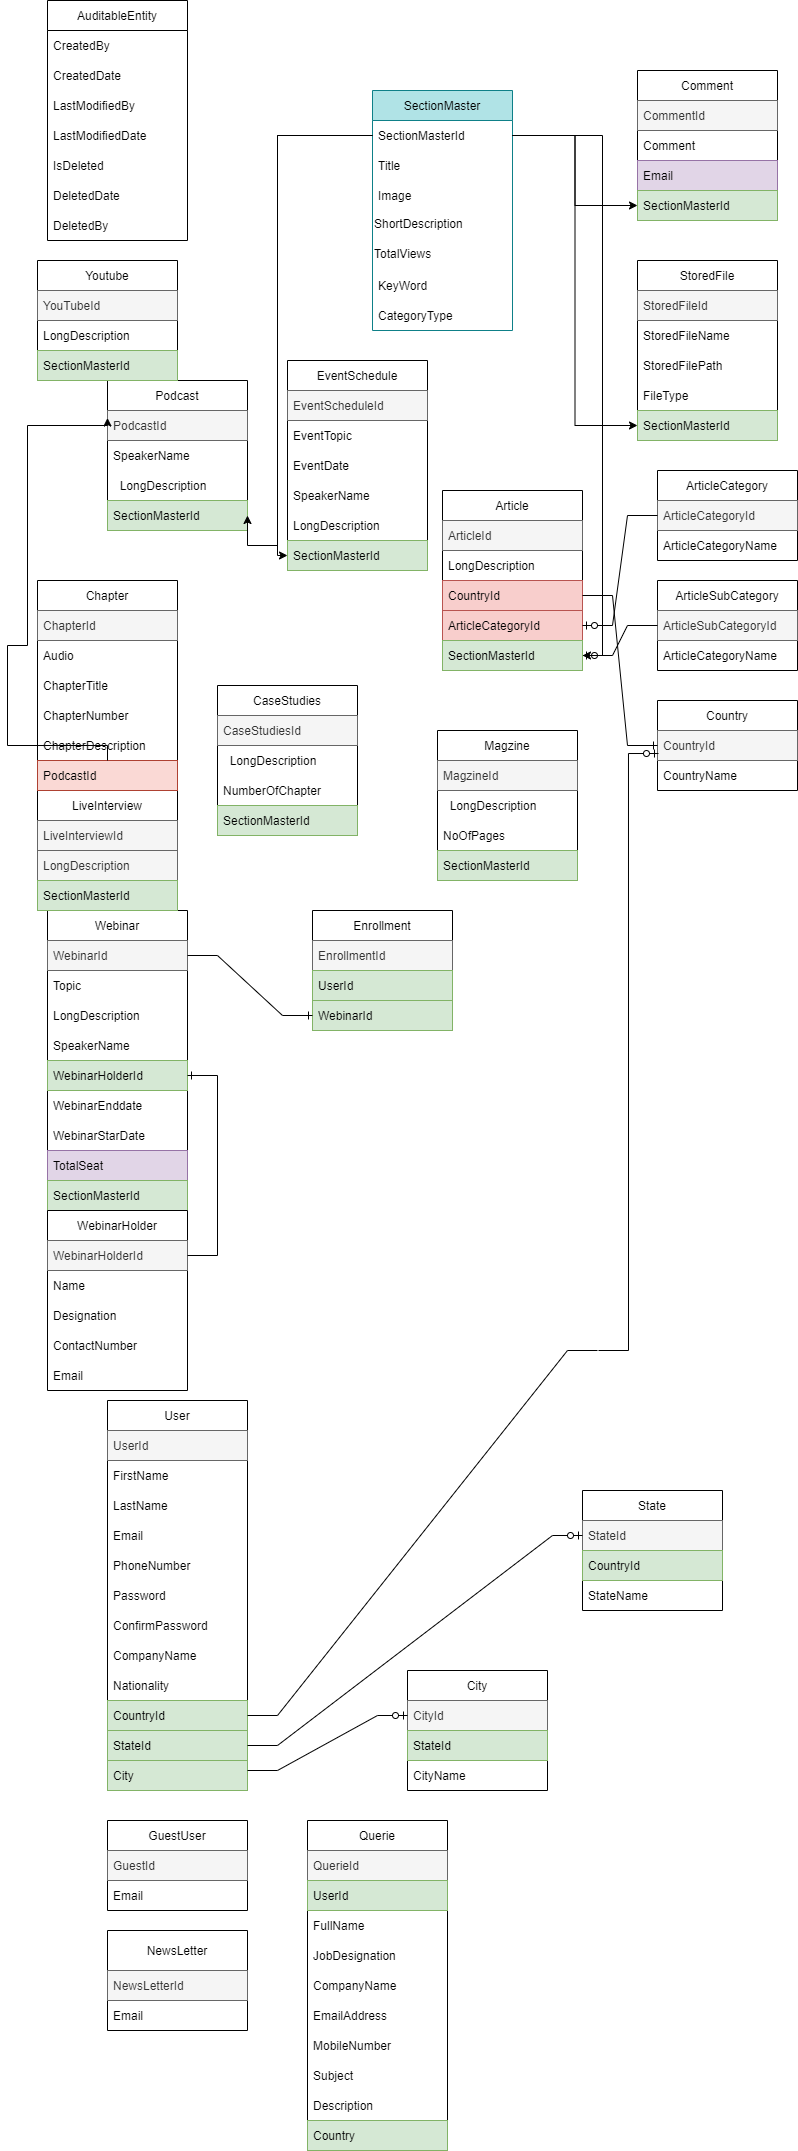 AuditableEntity
CreatedBy
CreatedDate
LastModifiedBy
LastModifiedDate
IsDeleted
DeletedDate
DeletedBy
SectionMaster
SectionMasterId
Title
Image
ShortDescription
TotalViews
KeyWord
CategoryType
Comment
CommentId
Comment
Email
SectionMasterId
Youtube
YouTubeId
LongDescription
SectionMasterId
StoredFile
StoredFileId
StoredFileName
StoredFilePath
FileType
SectionMasterId
Podcast
PodcastId
SpeakerName
LongDescription
SectionMasterId
EventSchedule
EventScheduleId
EventTopic
EventDate
SpeakerName
LongDescription
SectionMasterId
Article
ArticleId
LongDescription
CountryId
ArticleCategoryId
SectionMasterId
ArticleCategory
ArticleCategoryId
ArticleCategoryName
ArticleSubCategory
ArticleSubCategoryId
ArticleCategoryName
Chapter
ChapterId
Audio
ChapterTitle
ChapterNumber
ChapterDescription
PodcastId
CaseStudies
CaseStudiesId
LongDescription
NumberOfChapter
SectionMasterId
Magzine
MagzineId
LongDescription
NoOfPages
SectionMasterId
Country
CountryId
CountryName
LiveInterview
LiveInterviewId
LongDescription
SectionMasterId
Webinar
WebinarId
Topic
LongDescription
SpeakerName
WebinarHolderId
WebinarEnddate
WebinarStarDate
TotalSeat
SectionMasterId
Enrollment
EnrollmentId
UserId
WebinarId
WebinarHolder
WebinarHolderId
Name
Designation
ContactNumber
Email
User
UserId
FirstName
LastName
Email
PhoneNumber
Password
ConfirmPassword
CompanyName
Nationality
CountryId
StateId
City
State
StateId
CountryId
StateName
City
CityId
StateId
CityName
GuestUser
GuestId
Email
NewsLetter
NewsLetterId
Email
Querie
QuerieId
UserId
FullName
JobDesignation
CompanyName
EmailAddress
MobileNumber
Subject
Description
Country